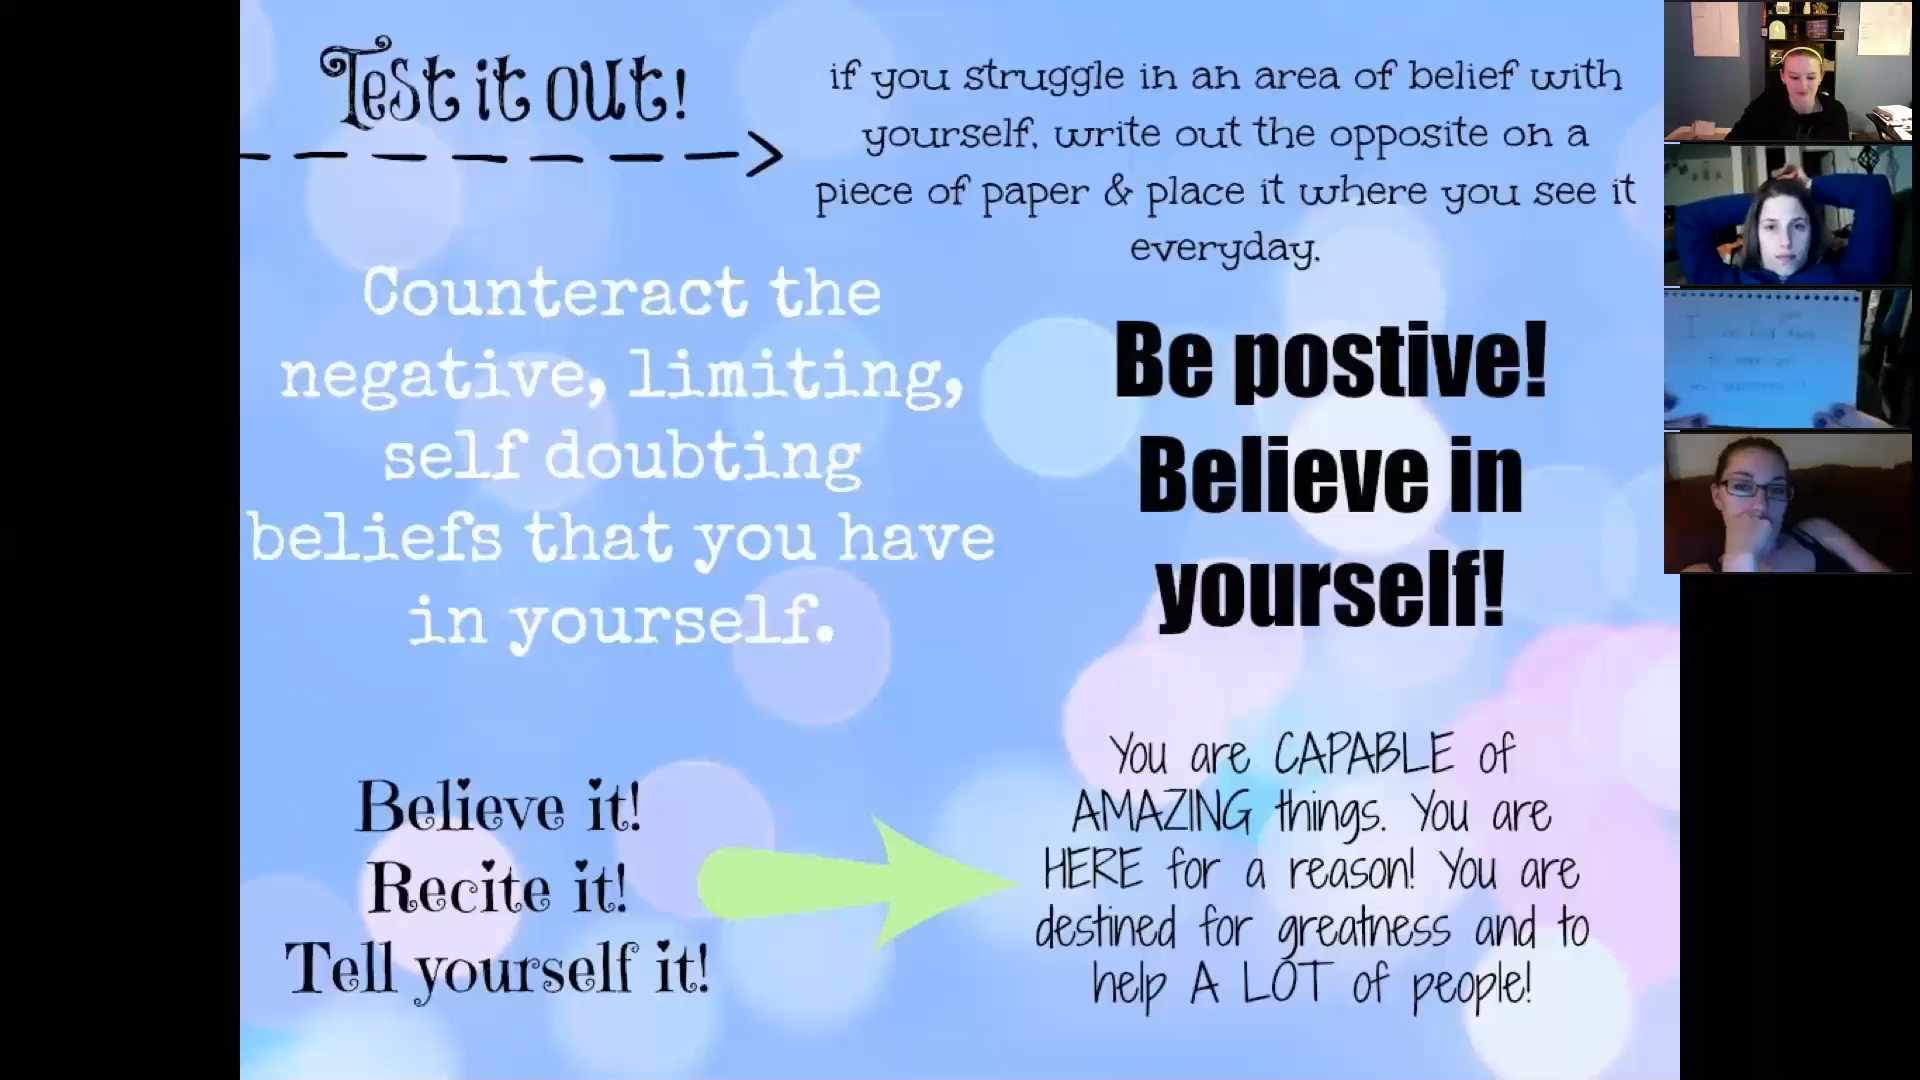 Test it out!
if you struggle in an area of belief with
yourself, write out the opposite on a
piece of paper & place it where you see it
everyday.
Counteract the
negative, limiting,
self doubting
beliefs that you have
in yourself.
Be postive!
Believe in
yourself!
Believe it!
Recite it!
Tell yourself it!
You are CAPABLE of
AMAZING things. You are
HERE for a reason! You are
destined for greatness and to
help A LOT of people!
I